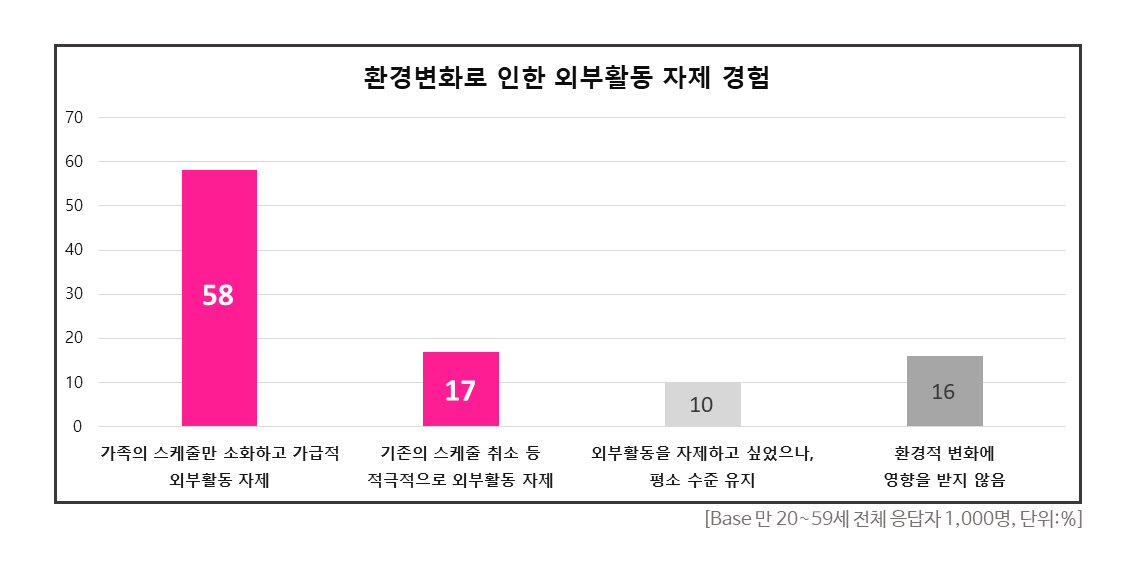 환경변화로 인한 외부활동 자제 경험
70
60
50
40
30
20
10
0
58
17
10
16
가족의 스케줄만 소화하고 가급적
외부활동 자제
기존의 스케줄 취소 등
적극적으로 외부활동 자제
외부활동을 자제하고 싶었으나,
평소 수준 유지
환경적 변화에
영향을 받지 않음
[Base 만 20~59세 전체 응답자 1,000명, 단위:%]